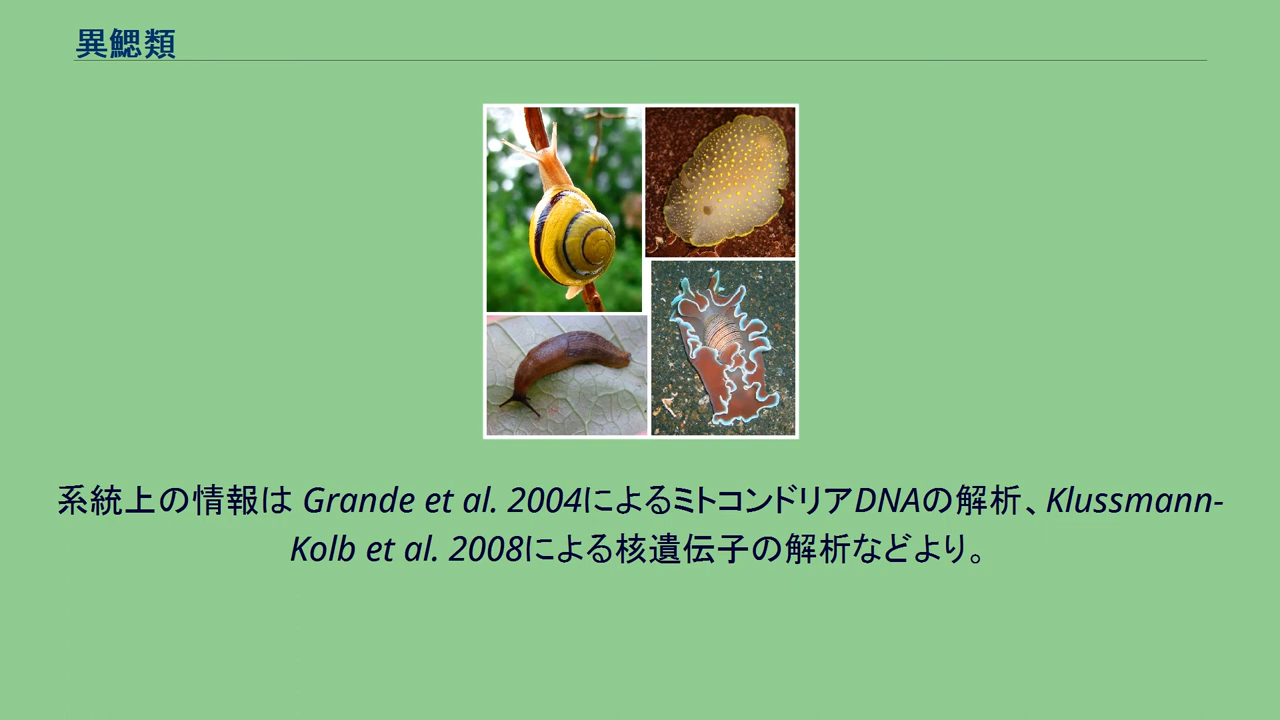 異鰓類
系統上の情報は Grande et al. 2004によるミトコンドリアDNAの解析、Klussmann-
Kolb et al. 2008による核遺伝子の解析などより。